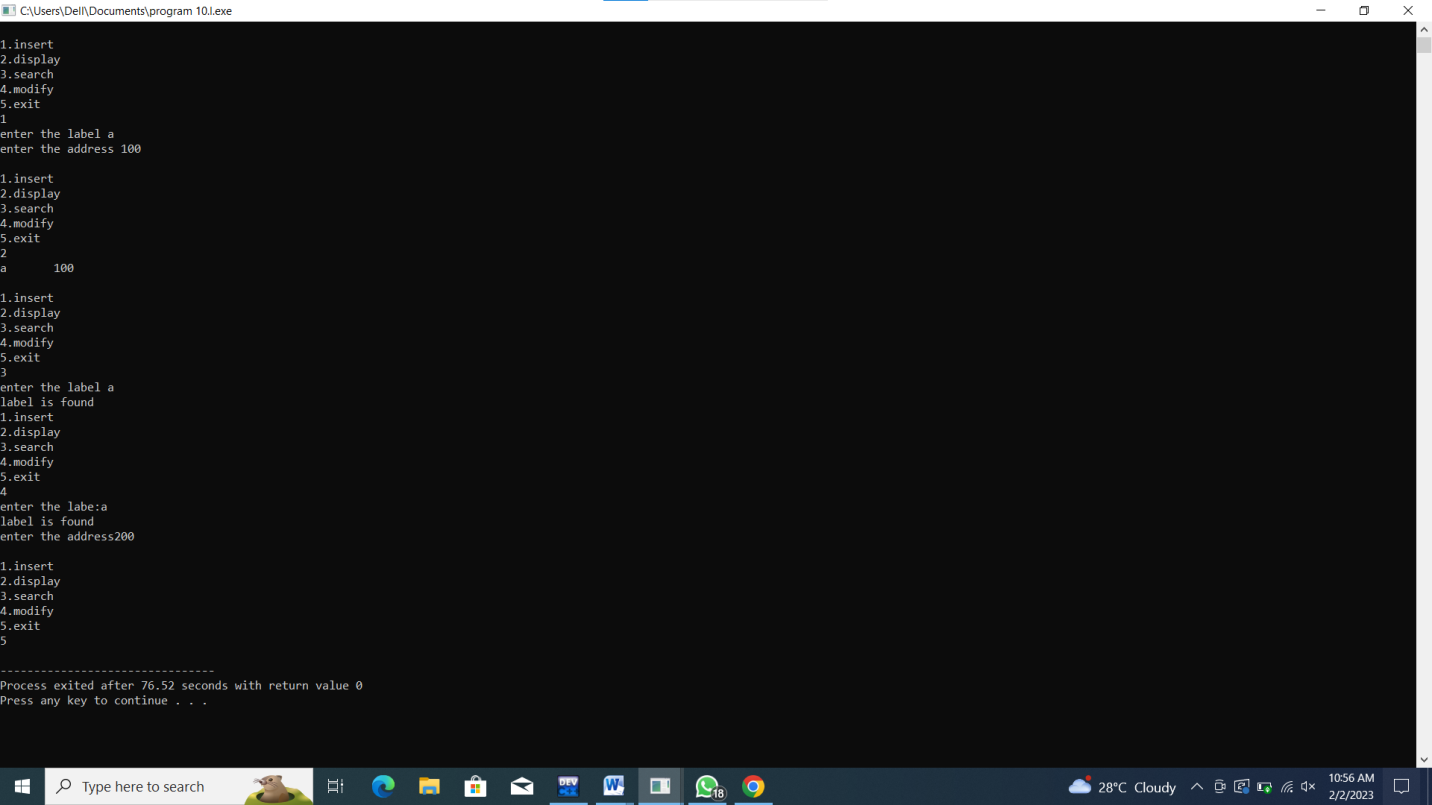 C:\Users\Dell\Documents\program 10.l.exe
1.insert
2.display
3.search
4.modify
5.exit
1
enter the label a
enter the address 100
1.insert
2.display
3.search
4.modify
5.exit
2
a 100
1.insert
2.display
3.search
4.modify
5.exit
3
enter the label a
label is found
1.insert
2.display
3.search
4.modify
5.exit
4
enter the labe:a
label is found
enter the address200
1.insert
2.display
3.search
4.modify
5.exit
5
--------------------------------
Process exited after 76.52 seconds with return value 0
Press any key to continue . . .
Type here to search
DEV
W
18
28°C Cloudy
10:56 AM
2/2/2023